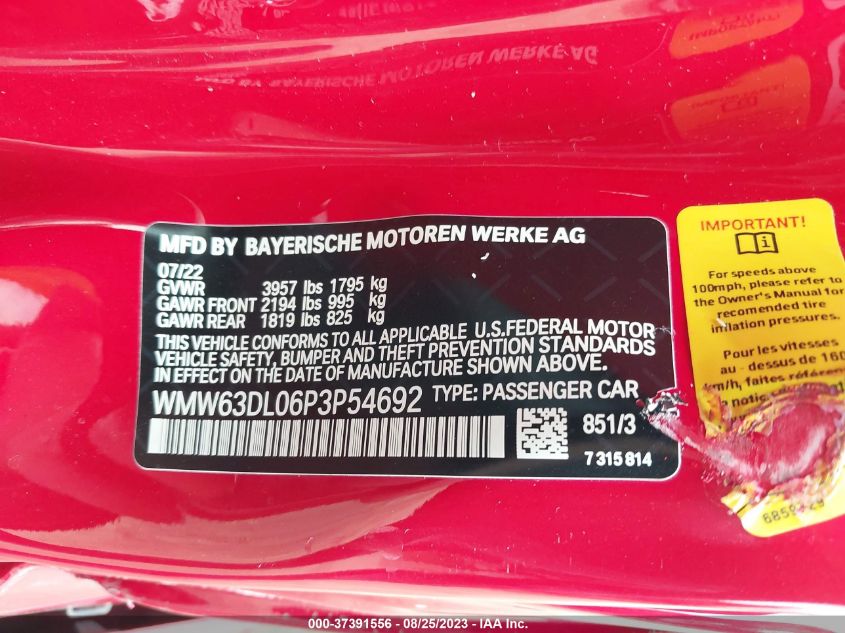 MFD BY BAYERISCHE MOTOREN WERKE AG
07/22
GVWR 3957 lbs 1795 kg
GAWR FRONT 2194 lbs 995 kg
GAWR REAR 1819 lbs 825 kg
THIS VEHICLE CONFORMS TO ALL APPLICABLE U.S.FEDERAL MOTOR
VEHICLE SAFETY, BUMPER AND THEFT PREVENTION STANDARDS
IN EFFECT ON THE DATE OF MANUFACTURE SHOWN ABOVE.
WMW63DL06P3P54692 TYPE: PASSENGER CAR
851/3
7 315 814
IMPORTANT!
For speeds above
100mph, please refer to
the Owner's Manual for
recomended tire
inflation pressures.
Pour les vitesses
au - dessus de 160
km/h, faites
notice
000-37391556 - 08/25/2023 - IAA Inc.